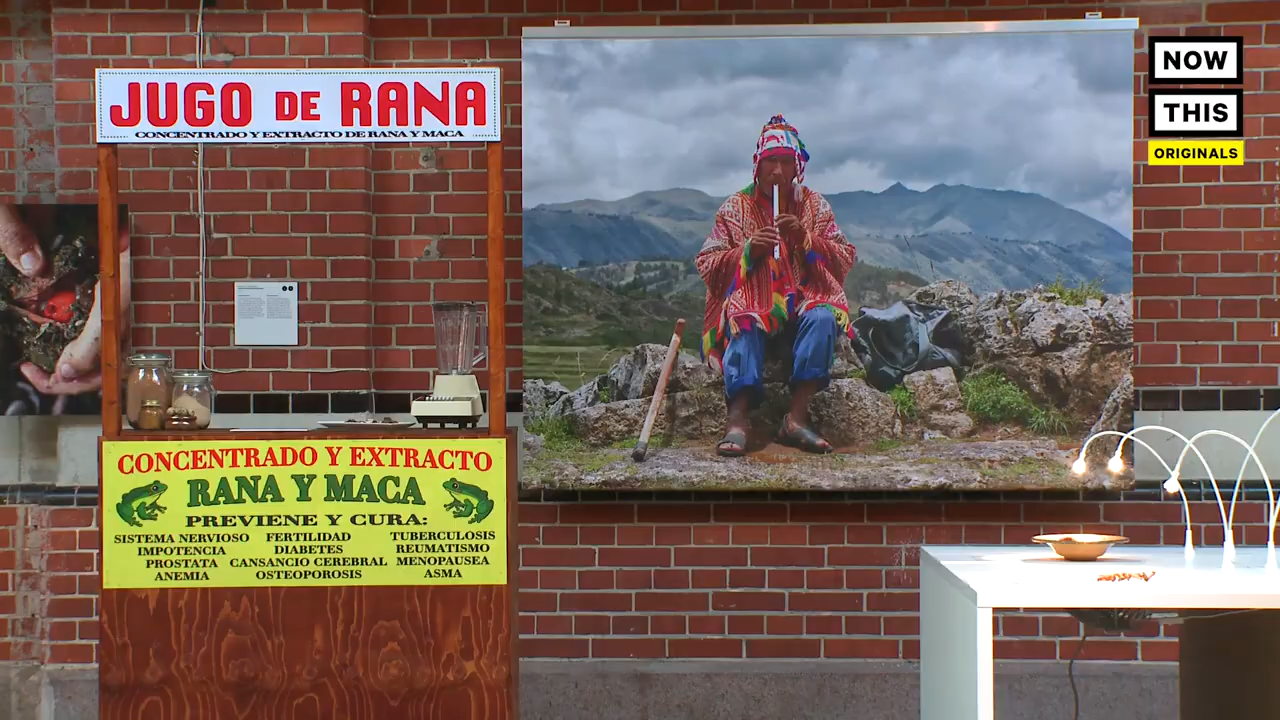 JUGO DE RANA
CONCENTRADO Y EXTRACTO DE RANA Y MACA
CONCENTRADO Y EXTRACTO
RANA Y MACA
PREVIENE Y CURA:
SISTEMA NERVIOSO FERTILIDAD TUBERCULOSIS
IMPOTENCIA DIABETES REUMATISMO
PROSTATA CANSANCIO CEREBRAL MENOPAUSEA
ANEMIA OSTEOPOROSIS ASMA
NOW
THIS
ORIGINALS